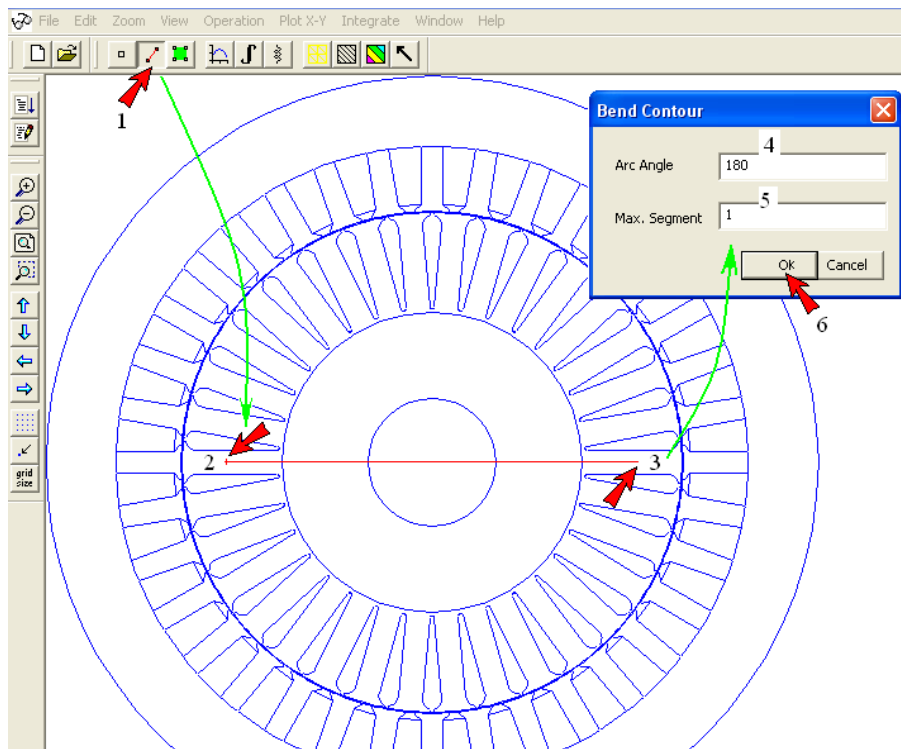 File Edit Zoom View Operation Plot X-Y Integrate Window Help
1
Bend Contour
4
Arc Angle 180
5
Max. Segment 1
OK Cancel
6
2
3
grid
size